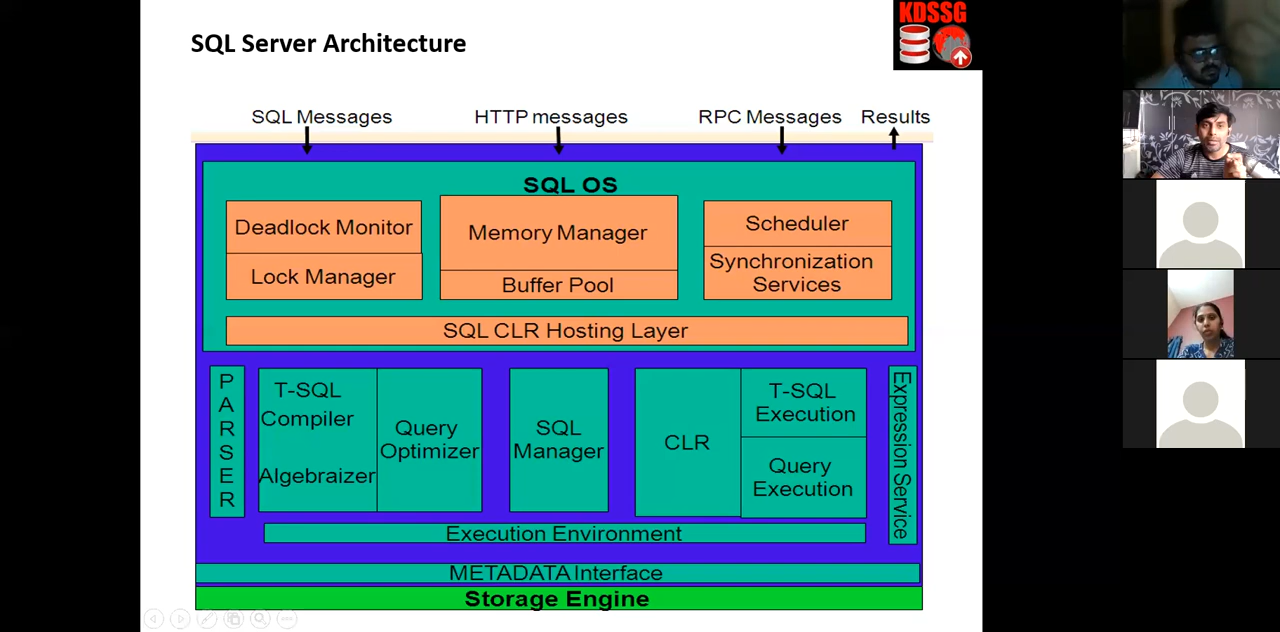 KDSSG
SQL Server Architecture
SQL Messages
HTTP messages
RPC Messages
Results
SQL OS
Deadlock Monitor
Lock Manager
Memory Manager
Buffer Pool
Scheduler
Synchronization
Services
SQL CLR Hosting Layer
PARSER
T-SQL
Compiler
Algebraizer
Query
Optimizer
SQL
Manager
CLR
T-SQL
Execution
Query
Execution
Expression Service
Execution Environment
METADATA Interface
Storage Engine